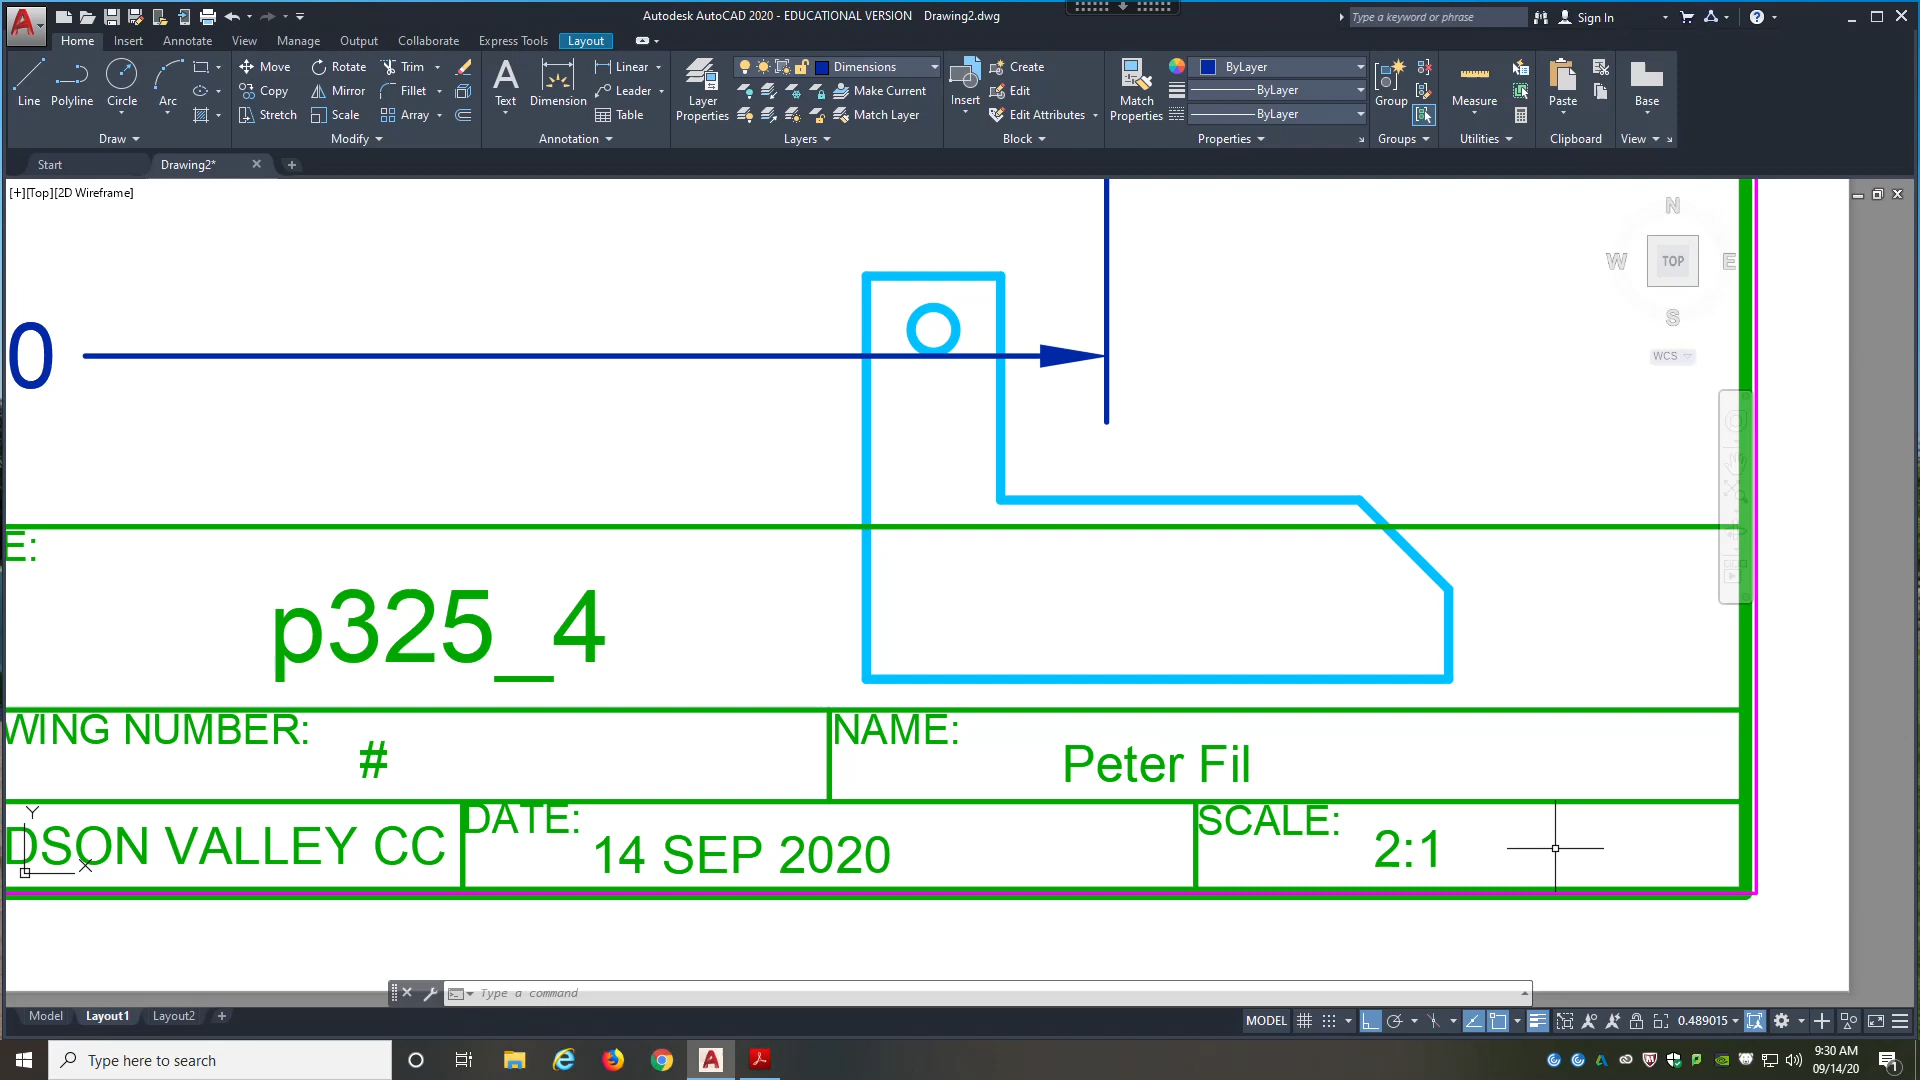 Autodesk AutoCAD 2020 - EDUCATIONAL VERSION Drawing2.dwg
Type a keyword or phrase
Sign In
Home Insert Annotate View Manage Output Collaborate Express Tools Layout
Line Polyline Circle Arc
Move Rotate Trim
Copy Mirror Fillet
Stretch Scale Array
Text Dimension
Linear
Leader
Table
Layer Properties
Dimensions
Make Current
Match Layer
Insert
Create
Edit
Edit Attributes
Match Properties
ByLayer
ByLayer
ByLayer
Group
Measure
Paste
Base
Draw Modify Annotation Layers Block Properties Groups Utilities Clipboard View
Start Drawing2*
[+][Top][2D Wireframe]
N
W TOP E
S
WCS
0
E:
p325_4
WING NUMBER:
#
NAME:
Peter Fil
DSON VALLEY CC
DATE:
14 SEP 2020
SCALE:
2:1
Y
X
Type a command
Model Layout1 Layout2
MODEL
0.489015
Type here to search
9:30 AM
09/14/20
1